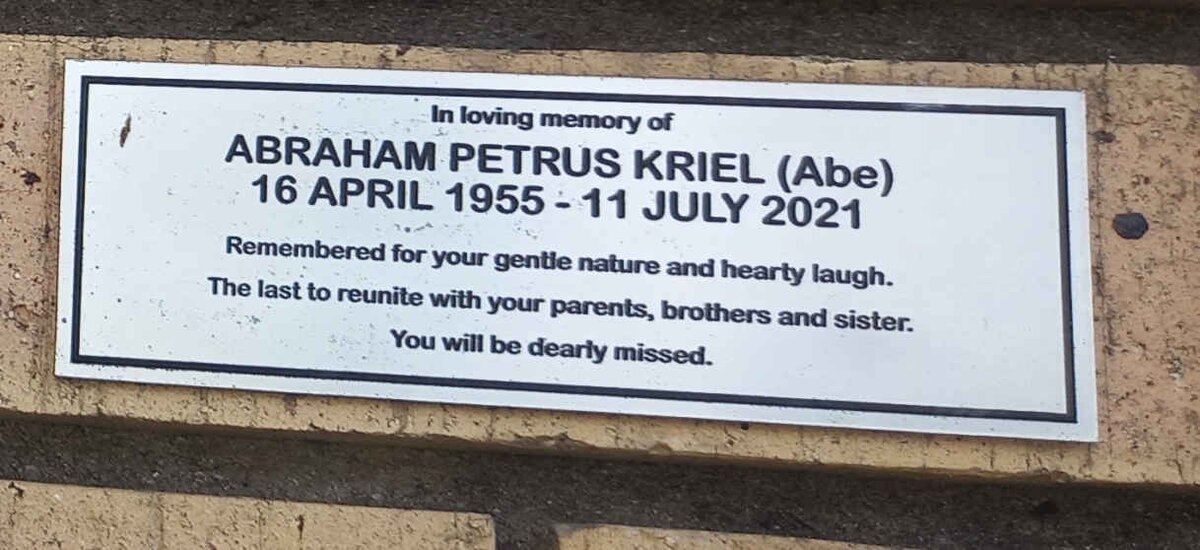 In loving memory of
ABRAHAM PETRUS KRIEL (Abe)
16 APRIL 1955 - 11 JULY 2021
Remembered for your gentle nature and hearty laugh.
The last to reunite with your parents, brothers and sister.
You will be dearly missed.